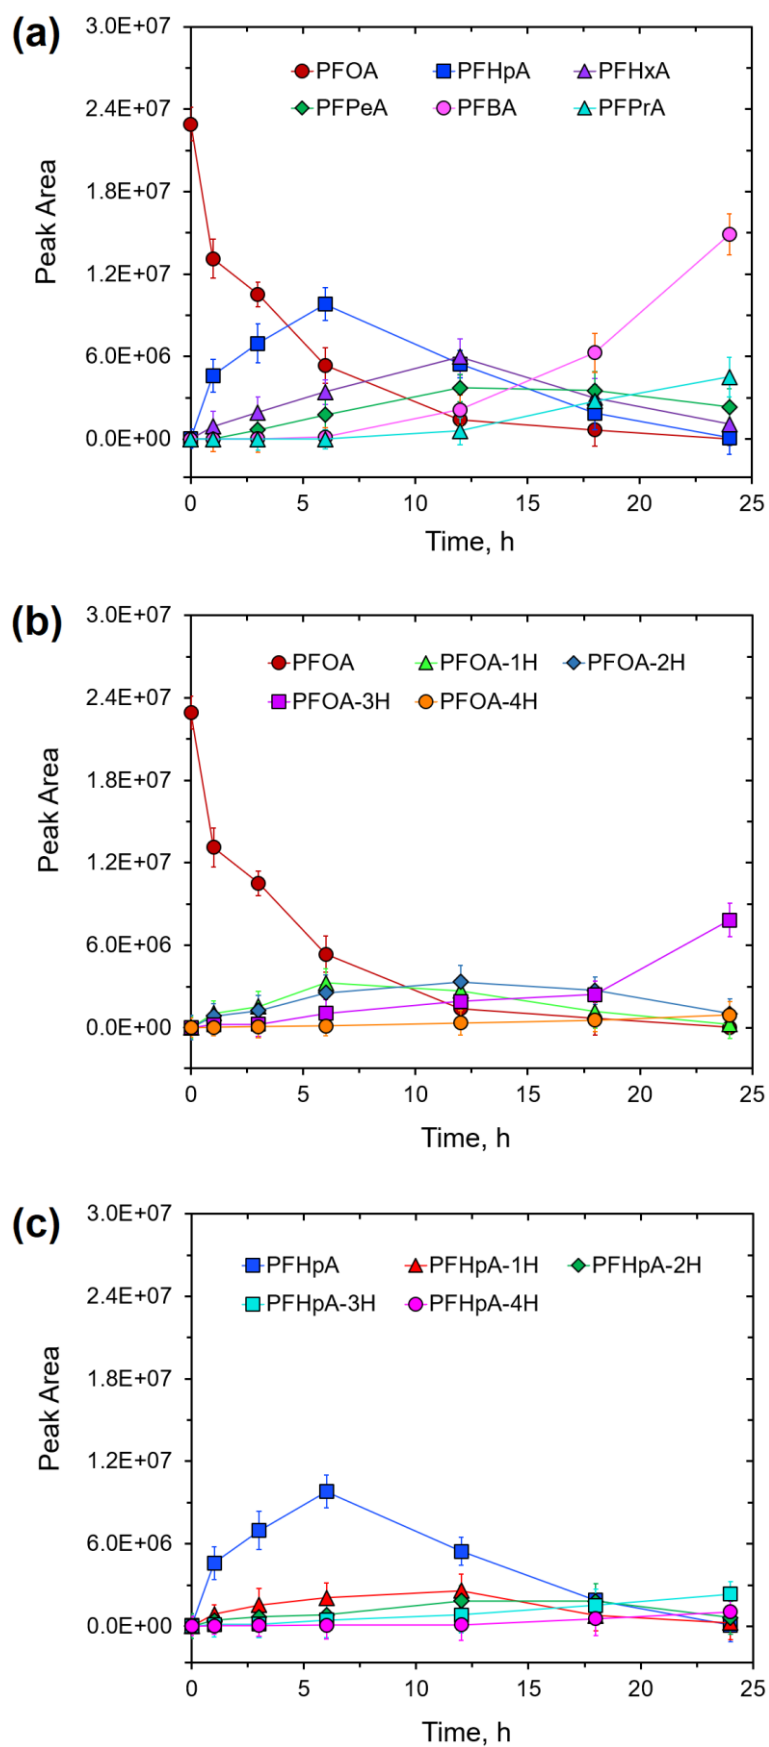 (a)
3.0E+07
2.4E+07
1.8E+07
1.2E+07
6.0E+06
0.0E+00
Peak Area
PFOA PFHpA PFHxA
PFPeA PFBA PFPrA
0 5 10 15 20 25
Time, h
(b)
3.0E+07
2.4E+07
1.8E+07
1.2E+07
6.0E+06
0.0E+00
Peak Area
PFOA PFOA-1H PFOA-2H
PFOA-3H PFOA-4H
0 5 10 15 20 25
Time, h
(c)
3.0E+07
2.4E+07
1.8E+07
1.2E+07
6.0E+06
0.0E+00
Peak Area
PFHpA PFHpA-1H PFHpA-2H
PFHpA-3H PFHpA-4H
0 5 10 15 20 25
Time, h